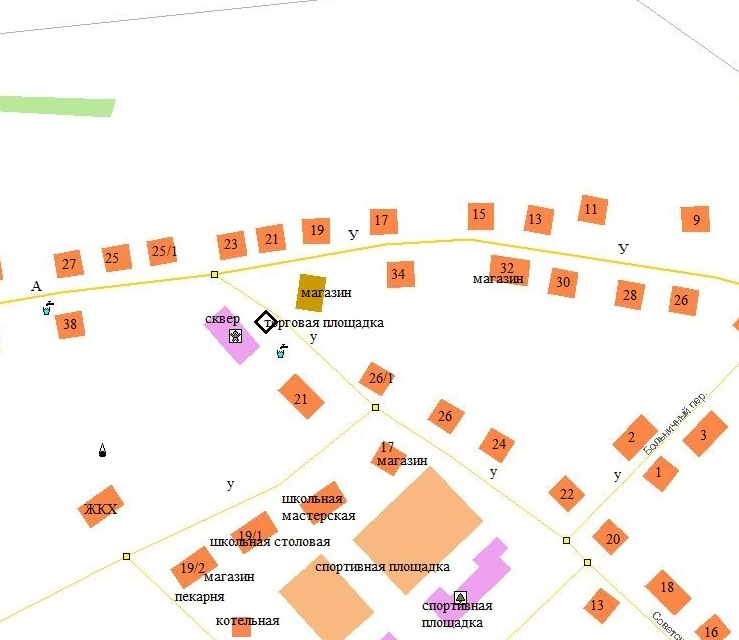 11
17
15
13
9
19
У
21
23
25/1
У
25
27
34
32
магазин
30
А
магазин
28
26
сквер
торговая площадка
38
у
26/1
21
26
2
Больничный пер.
3
24
17
магазин
у
1
у
у
22
школьная
мастерская
ЖКХ
19/1
школьная столовая
20
19/2
магазин
спортивная площадка
пекарня
18
спортивная
площадка
13
котельная
Советск
16